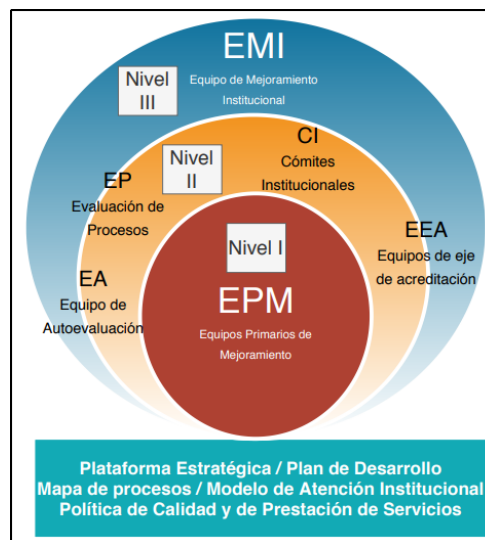 EMI
Equipo de Mejoramiento
Institucional
Nivel
III
CI
Cómites
Institucionales
Nivel
II
EP
Evaluación de
Procesos
EEA
Equipos de eje
de acreditación
EA
Equipo de
Autoevaluación
Nivel I
EPM
Equipos Primarios de
Mejoramiento
Plataforma Estratégica / Plan de Desarrollo
Mapa de procesos / Modelo de Atención Institucional
Política de Calidad y de Prestación de Servicios